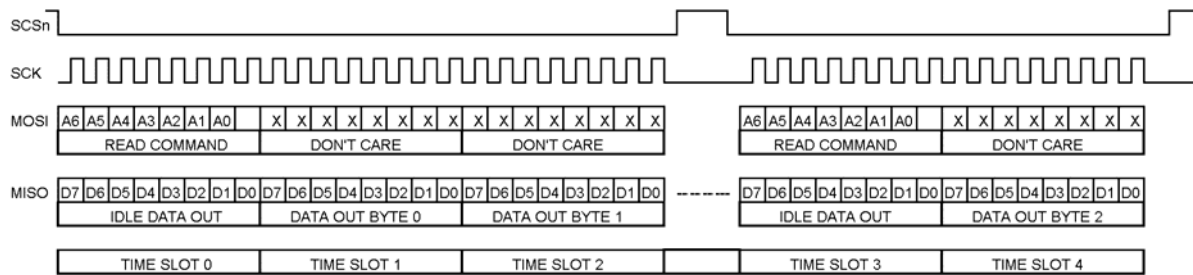 SCSn
SCK
MOSI A6 A5 A4 A3 A2 A1 A0 X X X X X X X X X X X X X X X X A6 A5 A4 A3 A2 A1 A0 X X X X X X X X
READ COMMAND DON'T CARE DON'T CARE READ COMMAND DON'T CARE
MISO D7 D6 D5 D4 D3 D2 D1 D0 D7 D6 D5 D4 D3 D2 D1 D0 D7 D6 D5 D4 D3 D2 D1 D0 D7 D6 D5 D4 D3 D2 D1 D0 D7 D6 D5 D4 D3 D2 D1 D0
IDLE DATA OUT DATA OUT BYTE 0 DATA OUT BYTE 1 IDLE DATA OUT DATA OUT BYTE 2
TIME SLOT 0 TIME SLOT 1 TIME SLOT 2 TIME SLOT 3 TIME SLOT 4